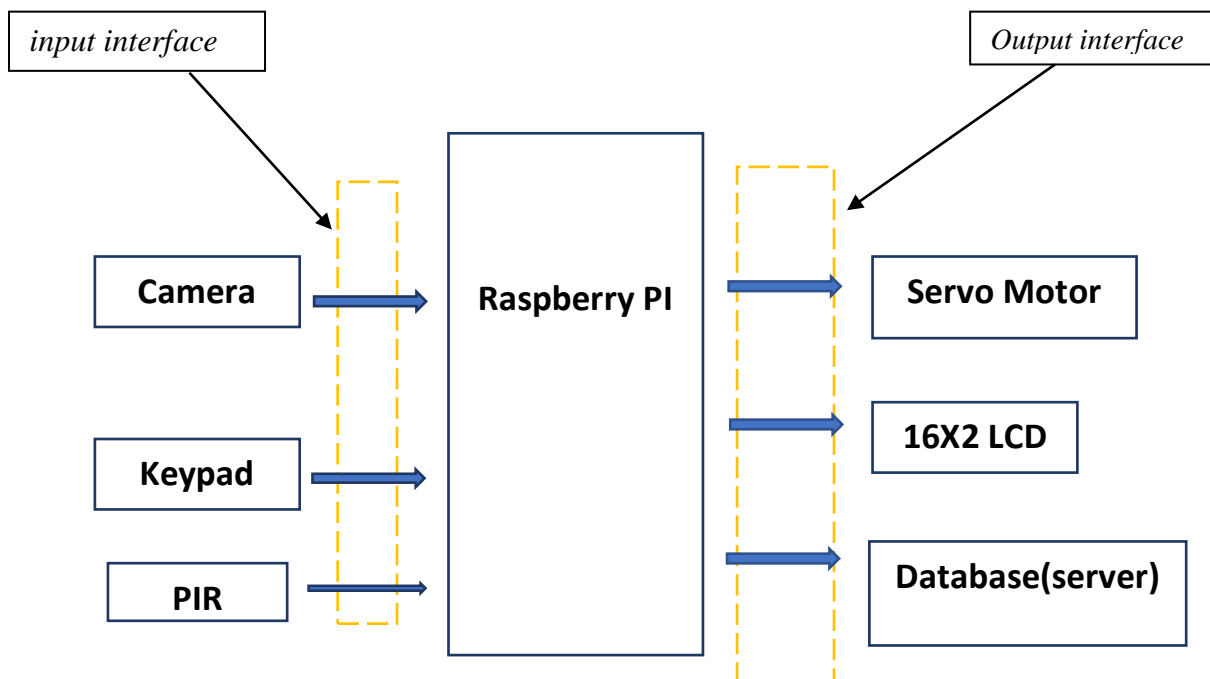 input interface
Output interface
Camera
Raspberry PI
Servo Motor
Keypad
16X2 LCD
PIR
Database(server)